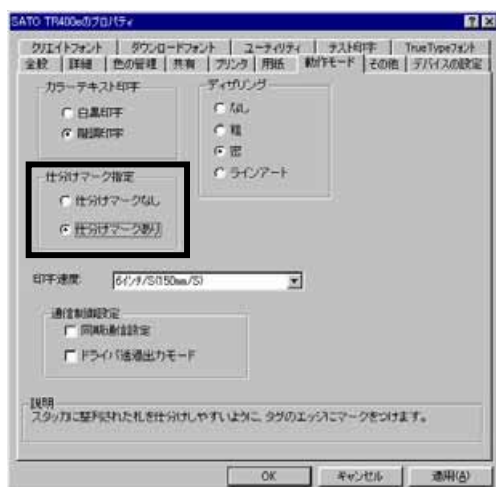 SATO TR400eのプロパティ
クリエイトフォント ダウンロードフォント ユーティリティ テスト印字 TrueTypeフォント
全般 詳細 色の管理 共有 プリンタ 用紙 動作モード その他 デバイスの設定
カラーテキスト印字
白黒印字
階調印字
ディザリング
なし
粗
密
ラインアート
仕分けマーク指定
仕分けマークなし
仕分けマークあり
印字速度 6インチ/S(150mm/S)
通信制御設定
同期通信設定
ドライバ透過出力モード
説明
スタッカに整列された札を仕分けしやすいように、タグのエッジにマークをつけます。
OK キャンセル 適用(A)